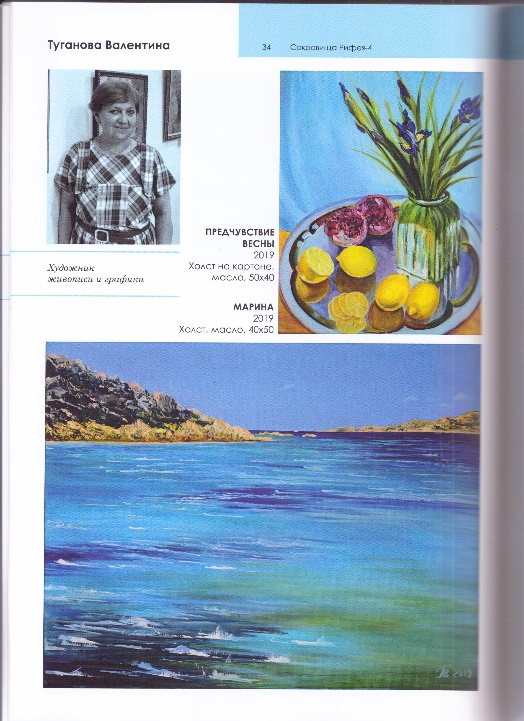 Туганова Валентина
34 Сокровища Рифея-4
ПРЕДЧУВСТВИЕ
ВЕСНЫ
2019
Холст на картоне,
масло, 50х40
Художник
живописи и графики
МАРИНА
2019
Холст, масло, 40х50
2019